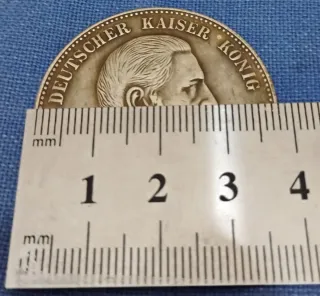 DEUTSCHER KAISER KÖNIG
mm
1 2 3 4
mm